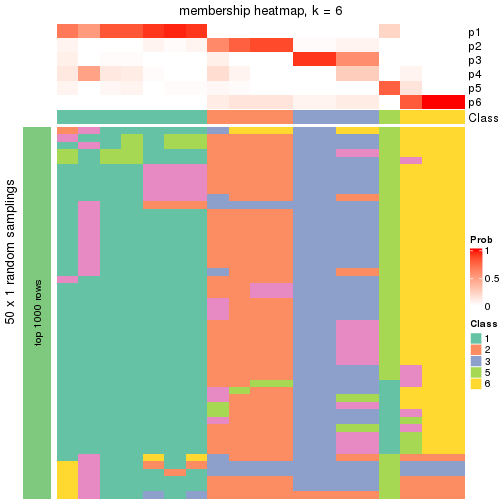 membership heatmap, k = 6
p1
p2
p3
p4
p5
p6
Class
50 x 1 random samplings
top 1000 rows
Prob
1
0.5
0
Class
1
2
3
5
6